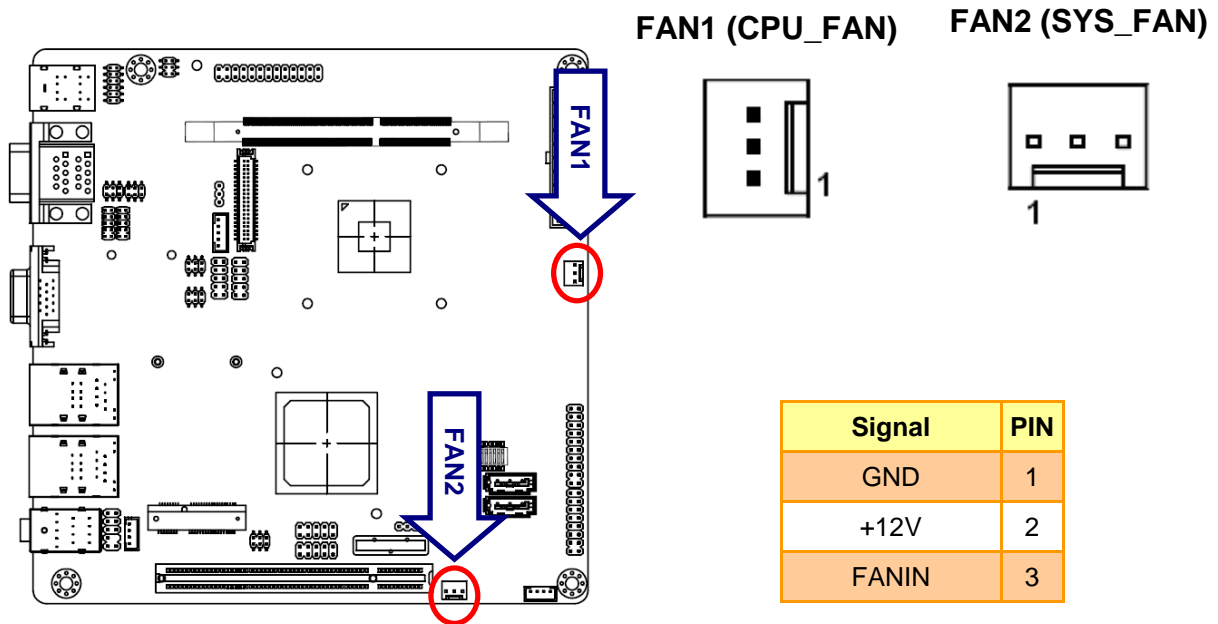 FAN1 (CPU_FAN)
FAN2 (SYS_FAN)
FAN1
1
1
FAN2
Signal PIN
GND 1
+12V 2
FANIN 3